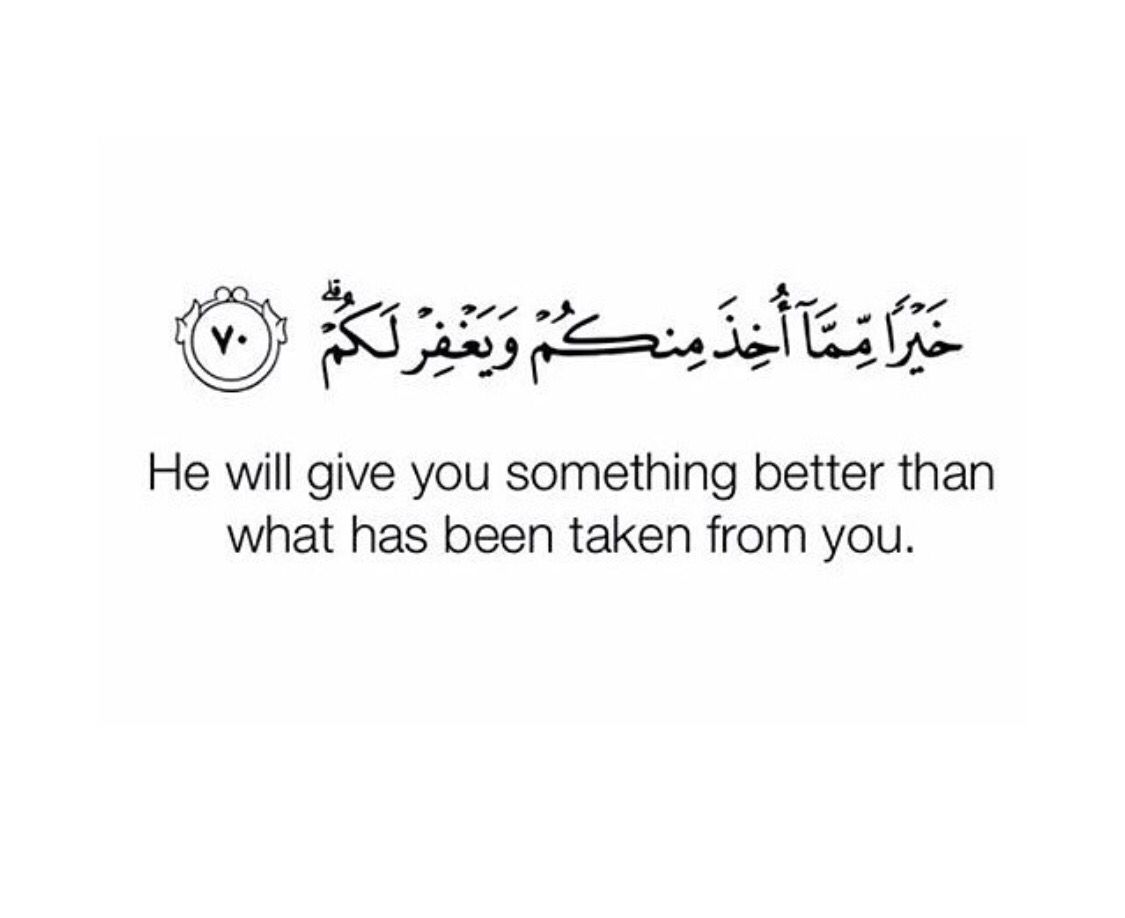 خَيْرًا مِّمَّآ أُخِذَ مِنكُمْ وَيَغْفِرْ لَكُمْ ۗ ٧٠
He will give you something better than
what has been taken from you.